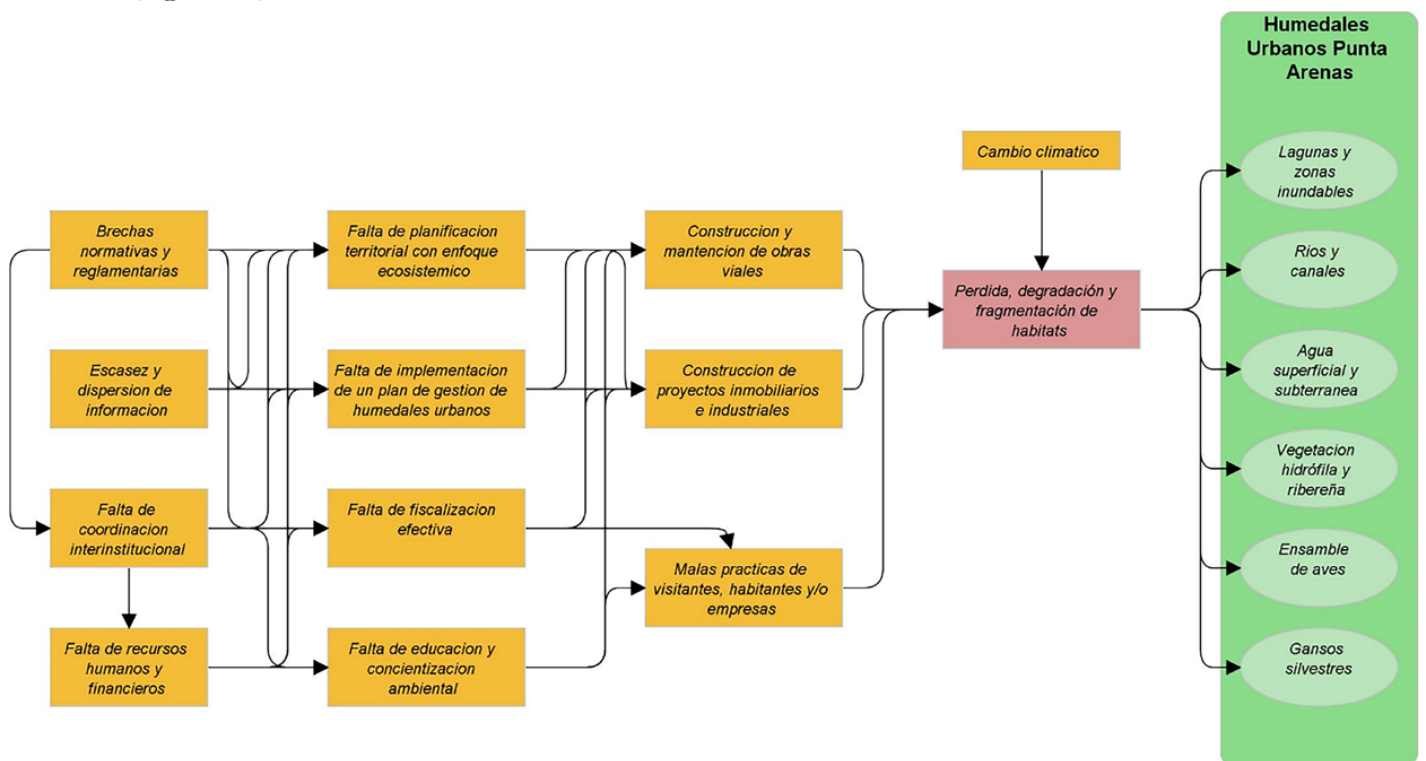 Humedales
Urbanos Punta
Arenas
Cambio climatico
Lagunas y
zonas
inundables
Brechas
normativas y
reglamentarias
Falta de planificacion
territorial con enfoque
ecosistemico
Construccion y
mantencion de obras
viales
Rios y
canales
Perdida, degradación y
fragmentación de
habitats
Escasez y
dispersion de
informacion
Falta de implementacion
de un plan de gestion de
humedales urbanos
Construccion de
proyectos inmobiliarios
e industriales
Agua
superficial y
subterranea
Vegetacion
hidrófila y
ribereña
Falta de
coordinacion
interinstitucional
Falta de fiscalizacion
efectiva
Malas practicas de
visitantes, habitantes y/o
empresas
Ensamble
de aves
Falta de recursos
humanos y
financieros
Falta de educacion y
concientizacion
ambiental
Gansos
silvestres